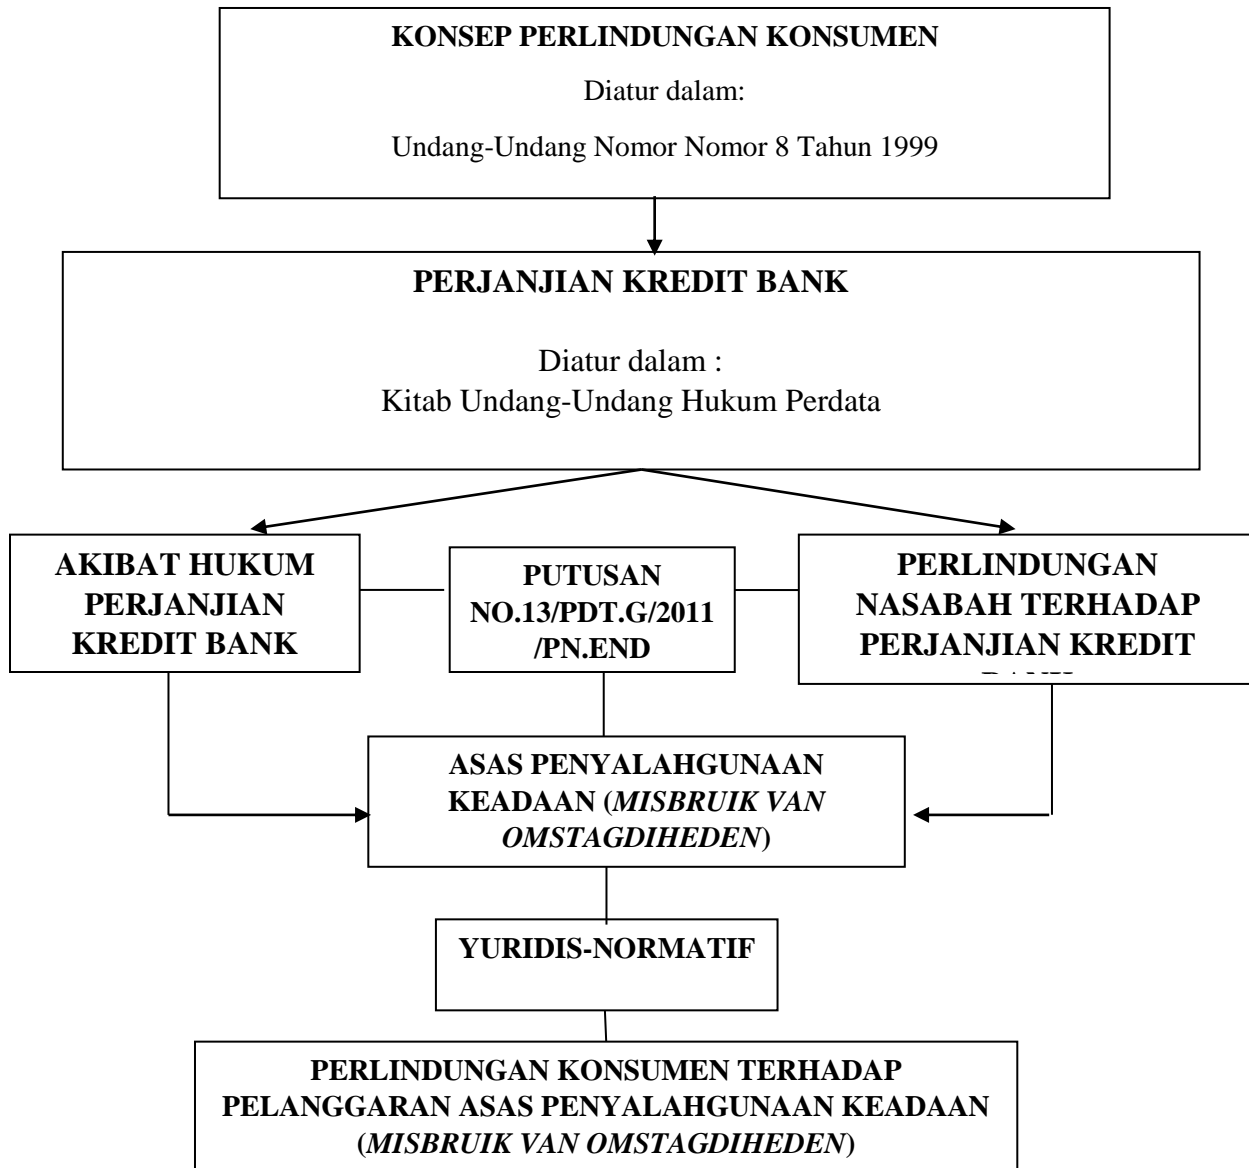 KONSEP PERLINDUNGAN KONSUMEN
Diatur dalam:
Undang-Undang Nomor Nomor 8 Tahun 1999
PERJANJIAN KREDIT BANK
Diatur dalam :
Kitab Undang-Undang Hukum Perdata
AKIBAT HUKUM
PERJANJIAN
KREDIT BANK
PUTUSAN
NO.13/PDT.G/2011
/PN.END
PERLINDUNGAN
NASABAH TERHADAP
PERJANJIAN KREDIT
ASAS PENYALAHGUNAAN
KEADAAN (MISBRUIK VAN
OMSTAGDIHEDEN)
YURIDIS-NORMATIF
PERLINDUNGAN KONSUMEN TERHADAP
PELANGGARAN ASAS PENYALAHGUNAAN KEADAAN
(MISBRUIK VAN OMSTAGDIHEDEN)